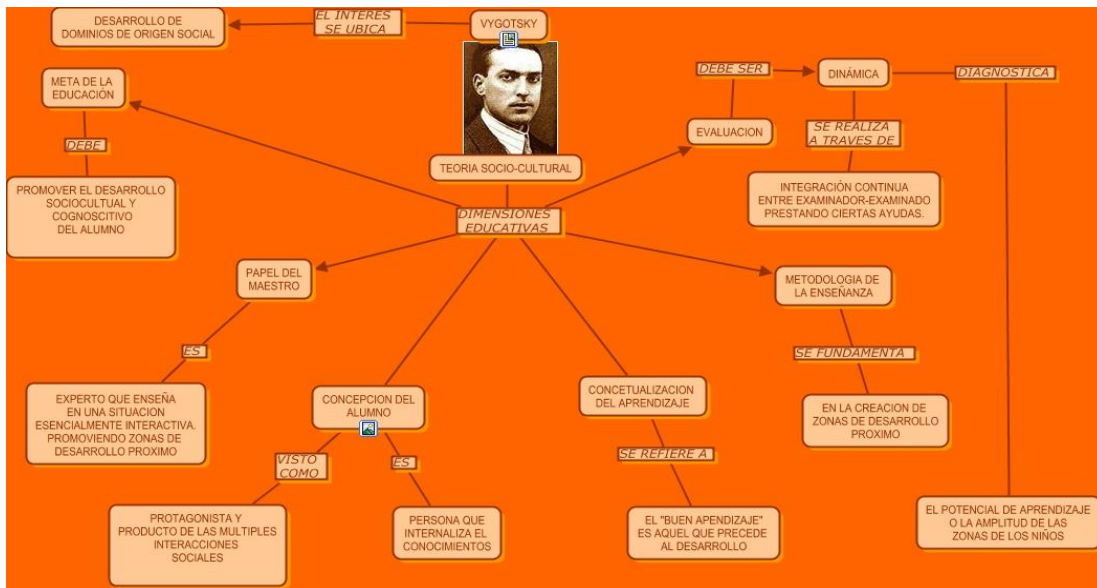 DESARROLLO DE
DOMINIOS DE ORIGEN SOCIAL
EL INTERES
SE UBICA
VYGOTSKY
TEORIA SOCIO-CULTURAL
DIMENSIONES
EDUCATIVAS
META DE LA
EDUCACIÓN
DEBE
PROMOVER EL DESARROLLO
SOCIOCULTUAL Y
COGNOSCITIVO
DEL ALUMNO
EVALUACION
DEBE SER
DINÁMICA
SE REALIZA
A TRAVES DE
INTEGRACIÓN CONTINUA
ENTRE EXAMINADOR-EXAMINADO
PRESTANDO CIERTAS AYUDAS.
DIAGNOSTICA
EL POTENCIAL DE APRENDIZAJE
O LA AMPLITUD DE LAS
ZONAS DE LOS NIÑOS
PAPEL DEL
MAESTRO
ES
EXPERTO QUE ENSEÑA
EN UNA SITUACION
ESENCIALMENTE INTERACTIVA.
PROMOVIENDO ZONAS DE
DESARROLLO PROXIMO
CONCEPCION DEL
ALUMNO
VISTO
COMO
PROTAGONISTA Y
PRODUCTO DE LAS MULTIPLES
INTERACCIONES
SOCIALES
ES
PERSONA QUE
INTERNALIZA EL
CONOCIMIENTOS
CONCETUALIZACION
DEL APRENDIZAJE
SE REFIERE A
EL "BUEN APENDIZAJE"
ES AQUEL QUE PRECEDE
AL DESARROLLO
METODOLOGIA DE
LA ENSEÑANZA
SE FUNDAMENTA
EN LA CREACION DE
ZONAS DE DESARROLLO
PROXIMO